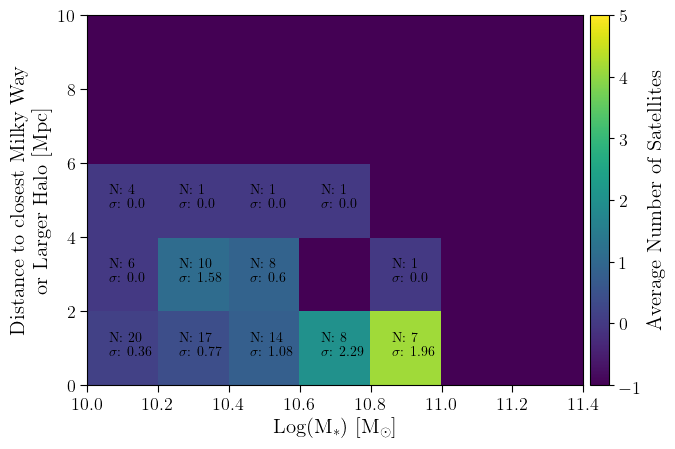 10
8
6
4
2
0
Distance to closest Milky Way
or Larger Halo [Mpc]
N: 4
σ: 0.0
N: 1
σ: 0.0
N: 1
σ: 0.0
N: 1
σ: 0.0
N: 6
σ: 0.0
N: 10
σ: 1.58
N: 8
σ: 0.6
N: 1
σ: 0.0
N: 20
σ: 0.36
N: 17
σ: 0.77
N: 14
σ: 1.08
N: 8
σ: 2.29
N: 7
σ: 1.96
10.0 10.2 10.4 10.6 10.8 11.0 11.2 11.4
Log(M∗) [M⊙]
5
4
3
2
1
0
−1
Average Number of Satellites